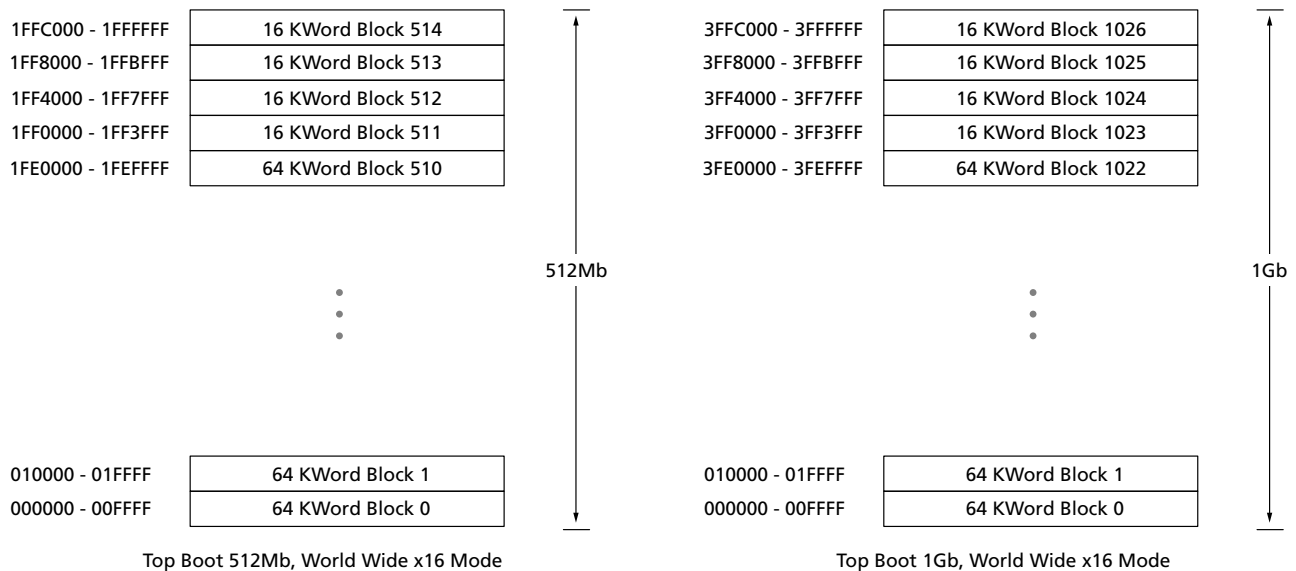 1FFC000 - 1FFFFFF 16 KWord Block 514
1FF8000 - 1FFBFFF 16 KWord Block 513
1FF4000 - 1FF7FFF 16 KWord Block 512
1FF0000 - 1FF3FFF 16 KWord Block 511
1FE0000 - 1FEFFFF 64 KWord Block 510
512Mb
010000 - 01FFFF 64 KWord Block 1
000000 - 00FFFF 64 KWord Block 0
Top Boot 512Mb, World Wide x16 Mode
3FFC000 - 3FFFFFF 16 KWord Block 1026
3FF8000 - 3FFBFFF 16 KWord Block 1025
3FF4000 - 3FF7FFF 16 KWord Block 1024
3FF0000 - 3FF3FFF 16 KWord Block 1023
3FE0000 - 3FEFFFF 64 KWord Block 1022
1Gb
010000 - 01FFFF 64 KWord Block 1
000000 - 00FFFF 64 KWord Block 0
Top Boot 1Gb, World Wide x16 Mode